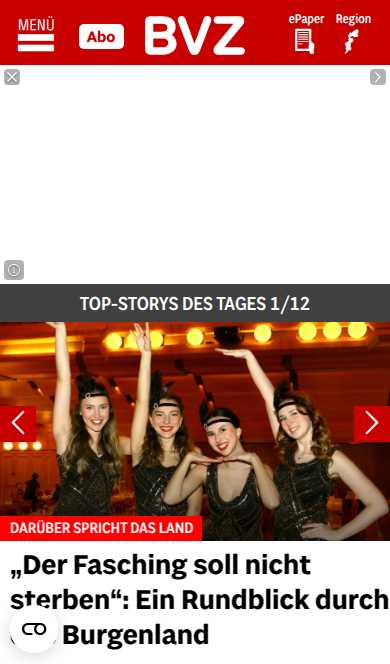 MENÜ
Abo
BVZ
ePaper
Region
TOP-STORYS DES TAGES 1/12
DARÜBER SPRICHT DAS LAND
„Der Fasching soll nicht
sterben“: Ein Rundblick durch
Burgenland